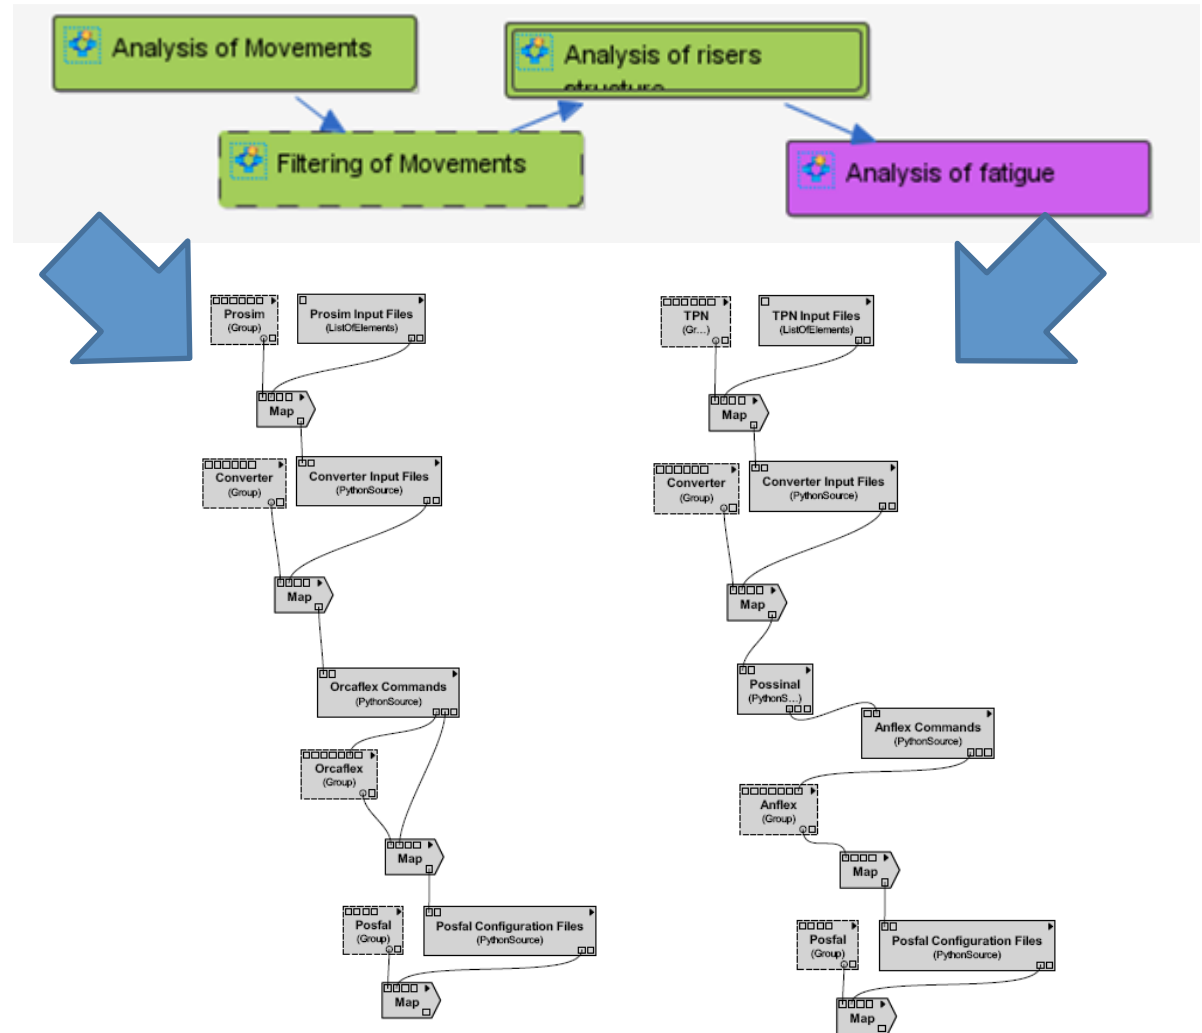 Analysis of Movements
Analysis of risers
structure
Filtering of Movements
Analysis of fatigue
Prosim
(Group)
Prosim Input Files
(ListOfElements)
Map
Converter
(Group)
Converter Input Files
(PythonSource)
Map
Orcaflex Commands
(PythonSource)
Orcaflex
(Group)
Map
Posfal
(Group)
Posfal Configuration Files
(PythonSource)
Map
TPN
(Gr...)
TPN Input Files
(ListOfElements)
Map
Converter
(Group)
Converter Input Files
(PythonSource)
Map
Possinal
(PythonS...)
Anflex Commands
(PythonSource)
Anflex
(Group)
Map
Posfal
(Group)
Posfal Configuration Files
(PythonSource)
Map